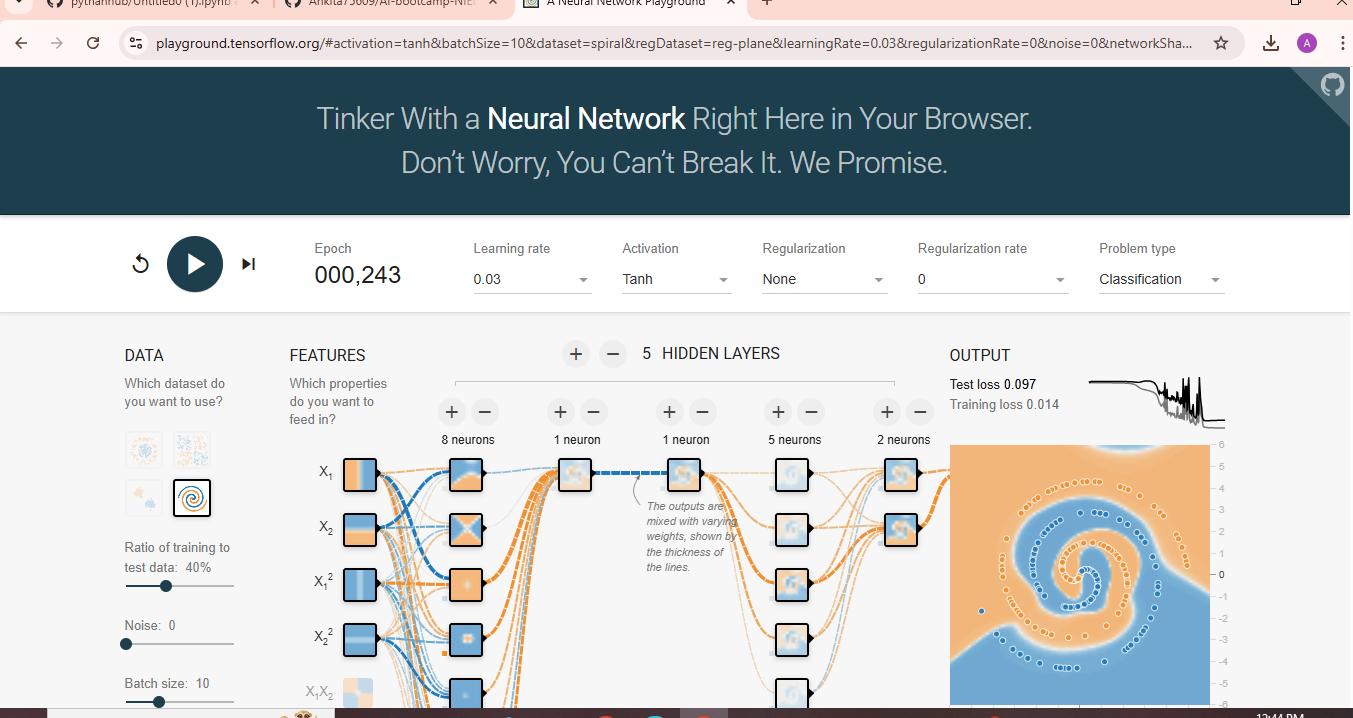 pythanhub/Untitled0 (1).ipynb
Ankita75609/AI-bootcamp-NIE
A Neural Network Playground
playground.tensorflow.org/#activation=tanh&batchSize=10&dataset=spiral&regDataset=reg-plane&learningRate=0.03&regularizationRate=0&noise=0&networkSha...
A
Tinker With a Neural Network Right Here in Your Browser.
Don't Worry, You Can't Break It. We Promise.
Epoch
000,243
Learning rate
0.03
Activation
Tanh
Regularization
None
Regularization rate
0
Problem type
Classification
DATA
Which dataset do
you want to use?
Ratio of training to
test data: 40%
Noise: 0
Batch size: 10
FEATURES
Which properties
do you want to
feed in?
X₁
X₂
X₁²
X₂²
X₁X₂
+ − 5 HIDDEN LAYERS
+ − + − + − + − + −
8 neurons 1 neuron 1 neuron 5 neurons 2 neurons
The outputs are
mixed with varying
weights, shown by
the thickness of
the lines.
OUTPUT
Test loss 0.097
Training loss 0.014
6
5
4
3
2
1
0
-1
-2
-3
-4
-5
-6
12:44 PM